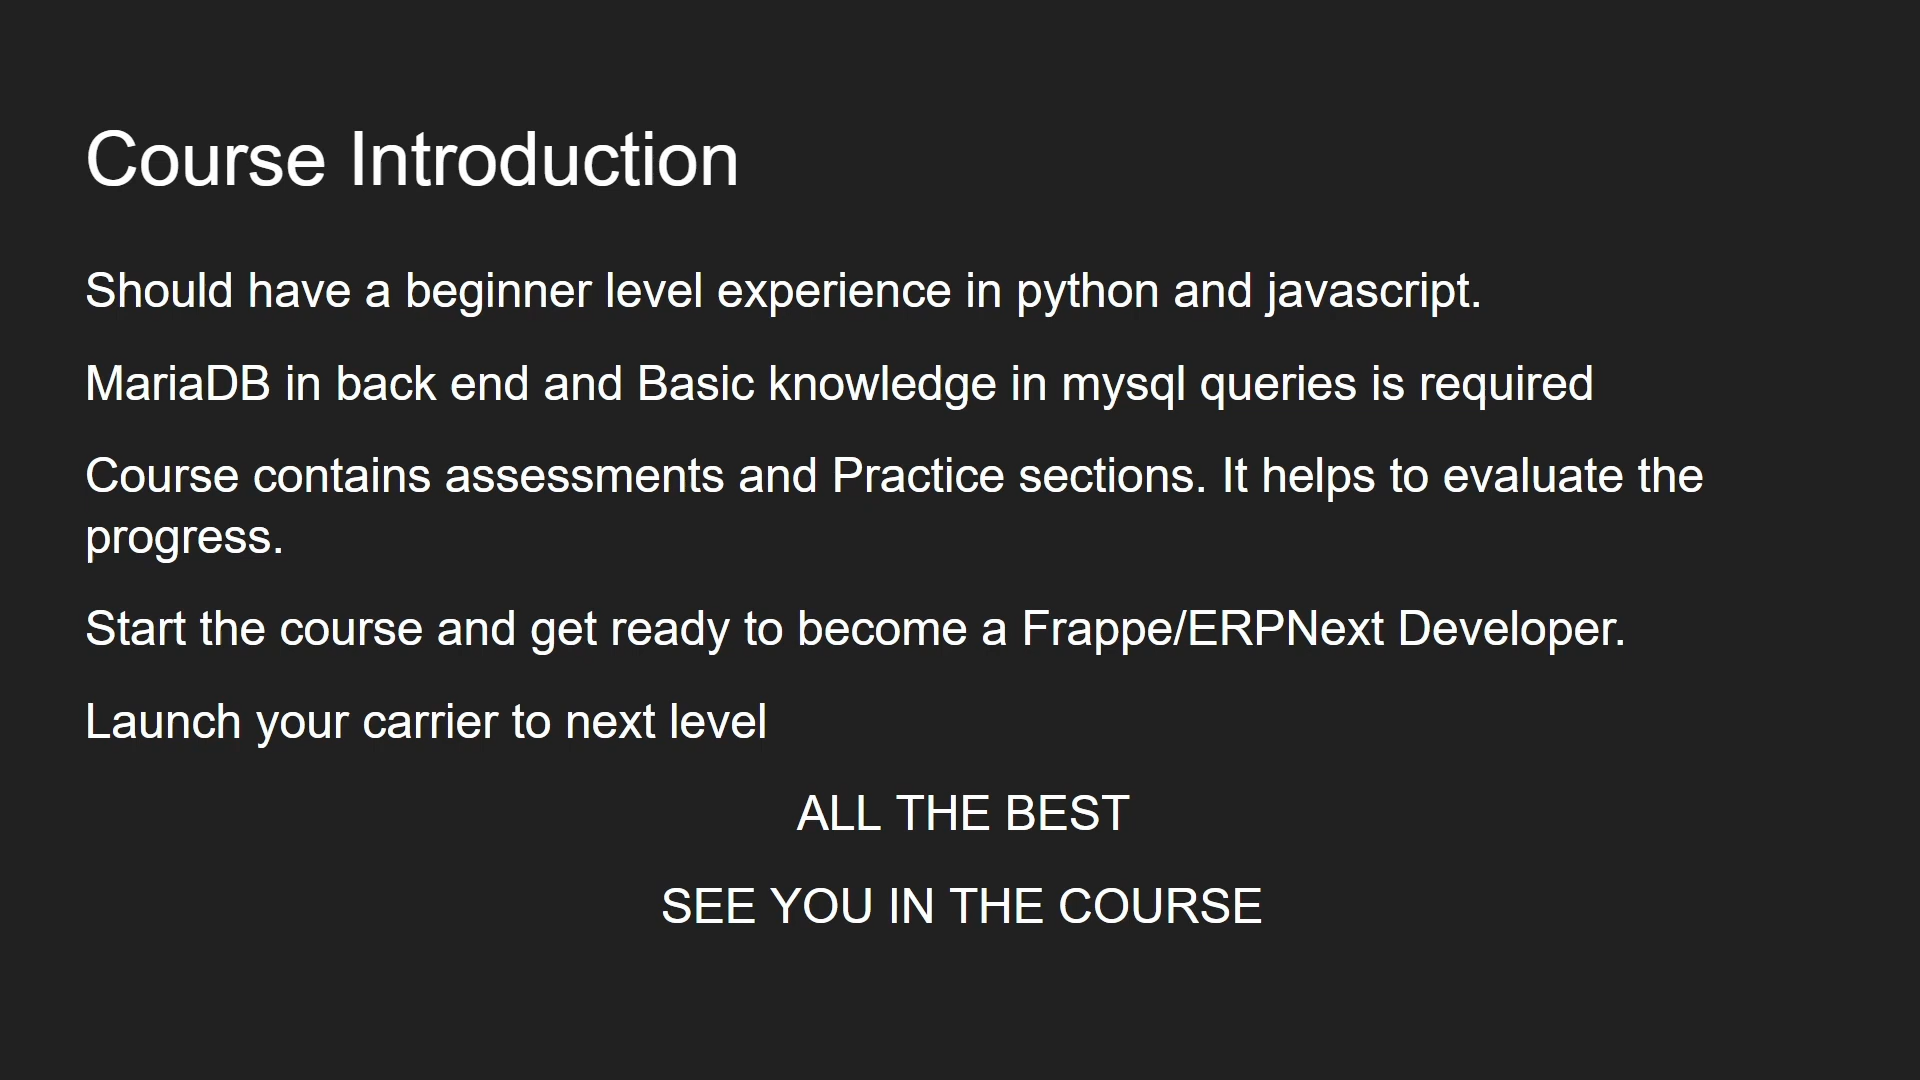 Course Introduction
Should have a beginner level experience in python and javascript.
MariaDB in back end and Basic knowledge in mysql queries is required
Course contains assessments and Practice sections. It helps to evaluate the
progress.
Start the course and get ready to become a Frappe/ERPNext Developer.
Launch your carrier to next level
ALL THE BEST
SEE YOU IN THE COURSE